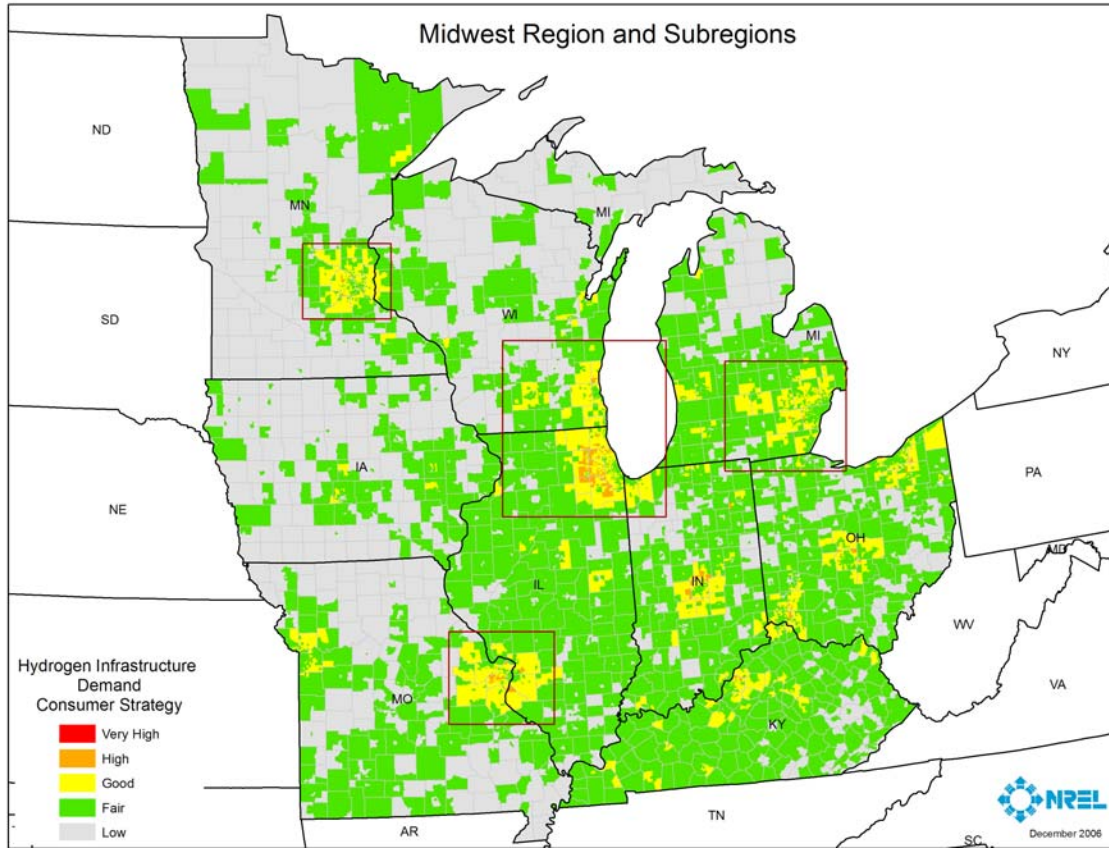 Midwest Region and Subregions
ND
MN
MI
SD
WI
MI
NY
IA
PA
NE
OH
MD
IL
IN
WV
Hydrogen Infrastructure
Demand
Consumer Strategy
Very High
High
Good
Fair
Low
MO
VA
KY
NREL
December 2006
AR
TN
SC